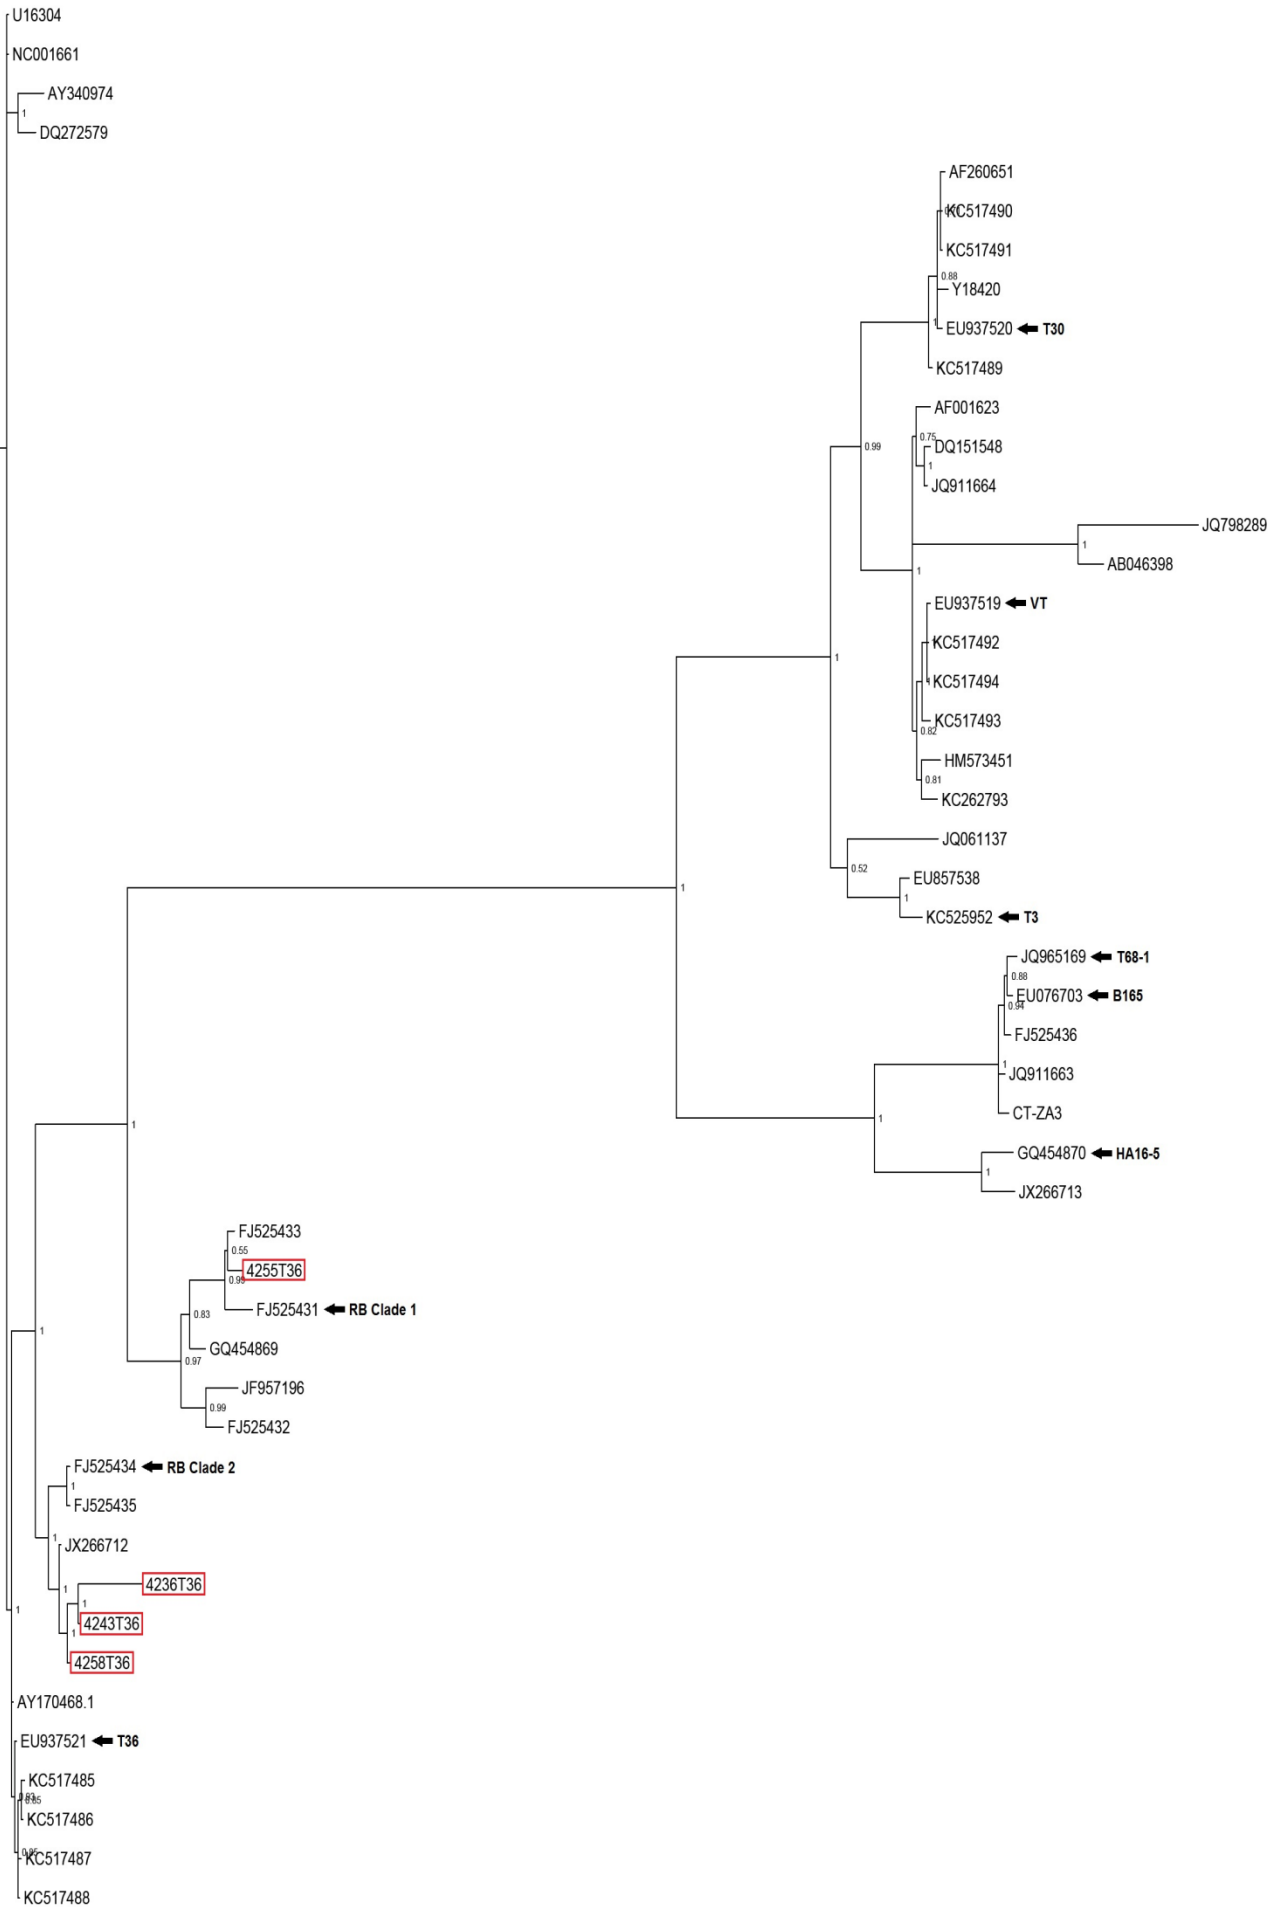 U16304
NC001661
AY340974
1
DQ272579
AF260651
KC517490
KC517491
0.88
Y18420
1
EU937520 T30
KC517489
AF001623
0.75
DQ151548
0.99
1
JQ911664
JQ798289
1
AB046398
1
EU937519 VT
KC517492
1
KC517494
KC517493
0.82
HM573451
0.81
KC262793
JQ061137
0.52
EU857538
1
1
KC525952 T3
JQ965169 T68-1
0.88
EU076703 B165
0.94
FJ525436
1
JQ911663
CT-ZA3
1
1
GQ454870 HA16-5
1
JX266713
FJ525433
0.55
4255T36
FJ525431 RB Clade 1
0.83
1
GQ454869
0.97
JF957196
0.99
FJ525432
FJ525434 RB Clade 2
1
FJ525435
1
JX266712
4236T36
1
1
4243T36
1
1
4258T36
AY170468.1
EU937521 T36
KC517485
KC517486
KC517487
KC517488